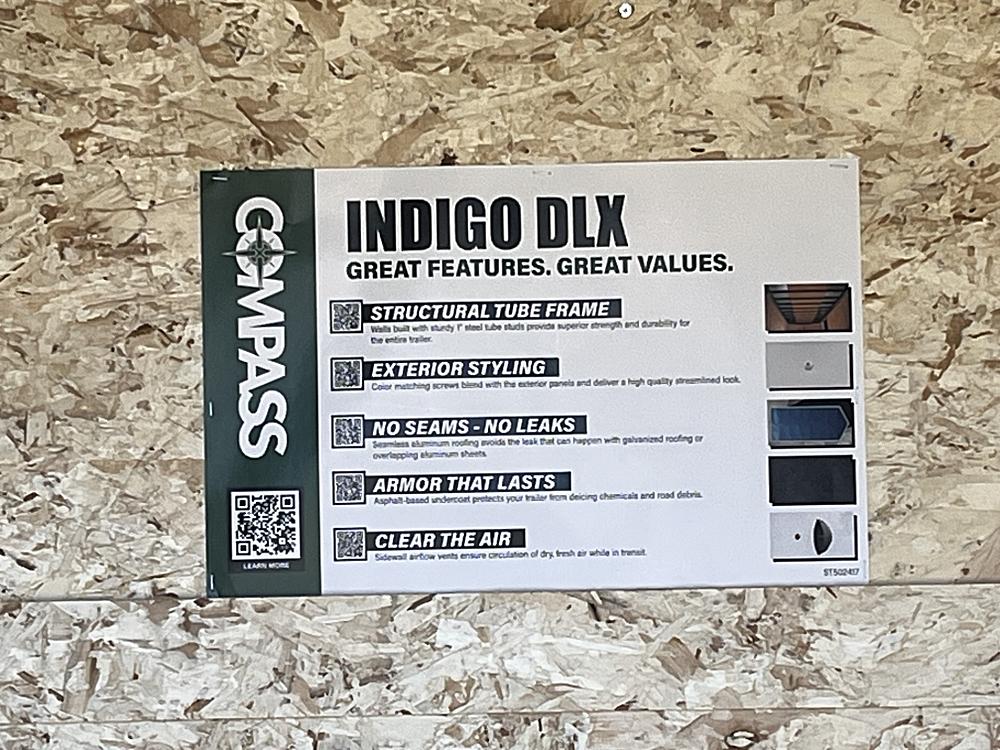 COMPASS
LEARN MORE
INDIGO DLX
GREAT FEATURES. GREAT VALUES.
STRUCTURAL TUBE FRAME
Walls built with sturdy 1" steel tube studs provide superior strength and durability for
the entire trailer.
EXTERIOR STYLING
Color matching screws blend with the exterior panels and deliver a high quality streamlined look.
NO SEAMS - NO LEAKS
Seamless aluminum roofing avoids the leak that can happen with galvanized roofing or
overlapping aluminum sheets.
ARMOR THAT LASTS
Asphalt-based undercoat protects your trailer from deicing chemicals and road debris.
CLEAR THE AIR
Sidewall airflow vents ensure circulation of dry, fresh air while in transit.
ST502417